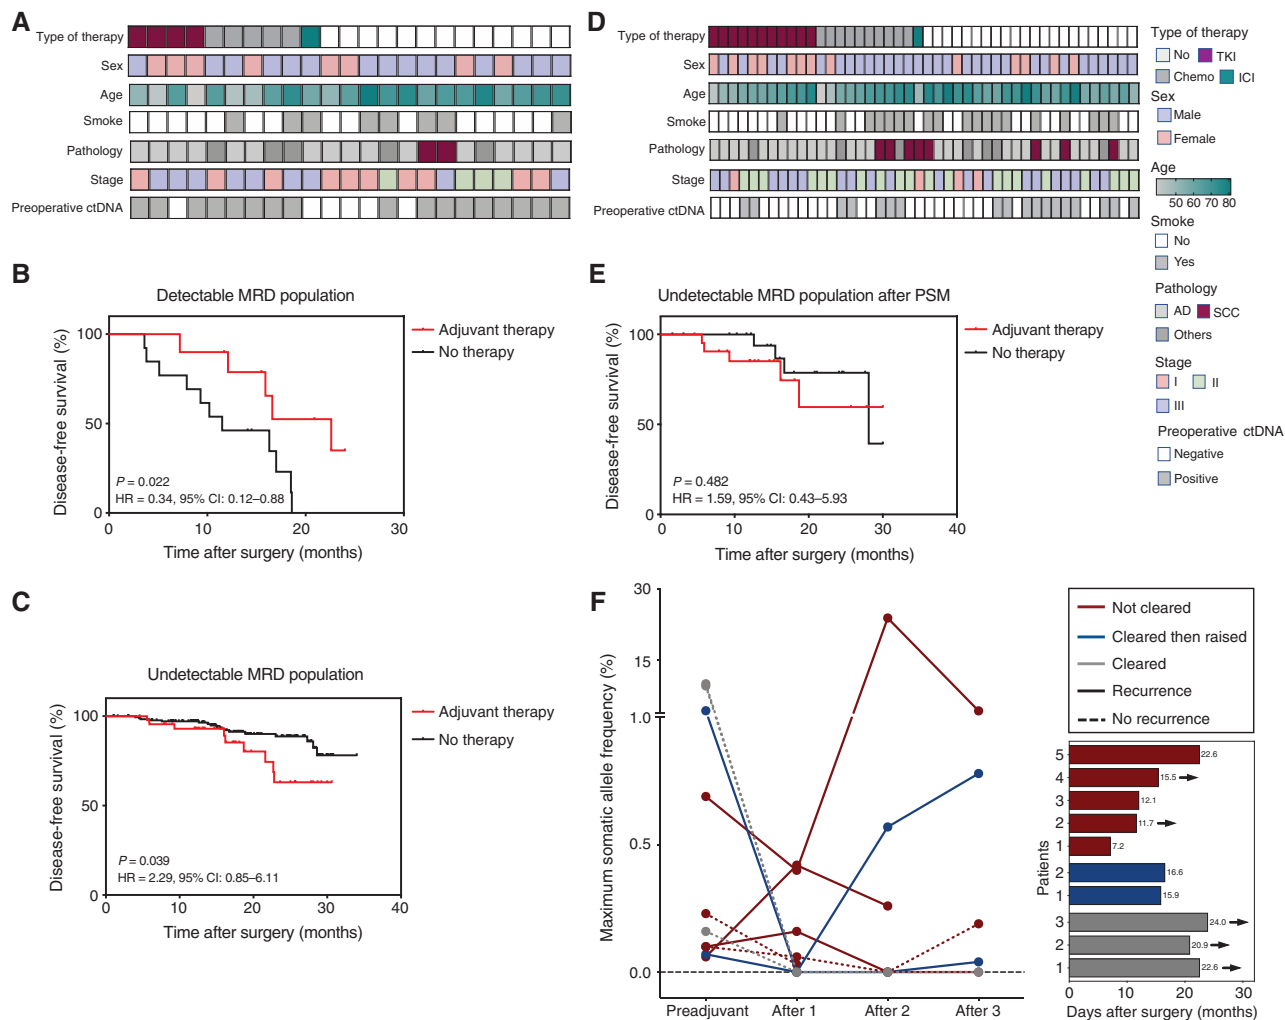 A
Type of therapy
Sex
Age
Smoke
Pathology
Stage
Preoperative ctDNA
D
Type of therapy
Sex
Age
Smoke
Pathology
Stage
Preoperative ctDNA
Type of therapy
No TKI
Chemo ICI
Sex
Male
Female
Age
50 60 70 80
Smoke
No
Yes
Pathology
AD SCC
Others
Stage
I II
III
Preoperative ctDNA
Negative
Positive
B
Detectable MRD population
Disease-free survival (%)
100
50
0
0 10 20 30
Time after surgery (months)
P = 0.022
HR = 0.34, 95% CI: 0.12–0.88
Adjuvant therapy
No therapy
E
Undetectable MRD population after PSM
Disease-free survival (%)
100
50
0
0 10 20 30 40
Time after surgery (months)
P = 0.482
HR = 1.59, 95% CI: 0.43–5.93
Adjuvant therapy
No therapy
C
Undetectable MRD population
Disease-free survival (%)
100
50
0
0 10 20 30 40
Time after surgery (months)
P = 0.039
HR = 2.29, 95% CI: 0.85–6.11
Adjuvant therapy
No therapy
F
Maximum somatic allele frequency (%)
30
15
1.0
0.5
0.0
Preadjuvant After 1 After 2 After 3
Not cleared
Cleared then raised
Cleared
Recurrence
No recurrence
Patients
5 22.6
4 15.5
3 12.1
2 11.7
1 7.2
2 16.6
1 15.9
3 24.0
2 20.9
1 22.6
0 10 20 30
Days after surgery (months)